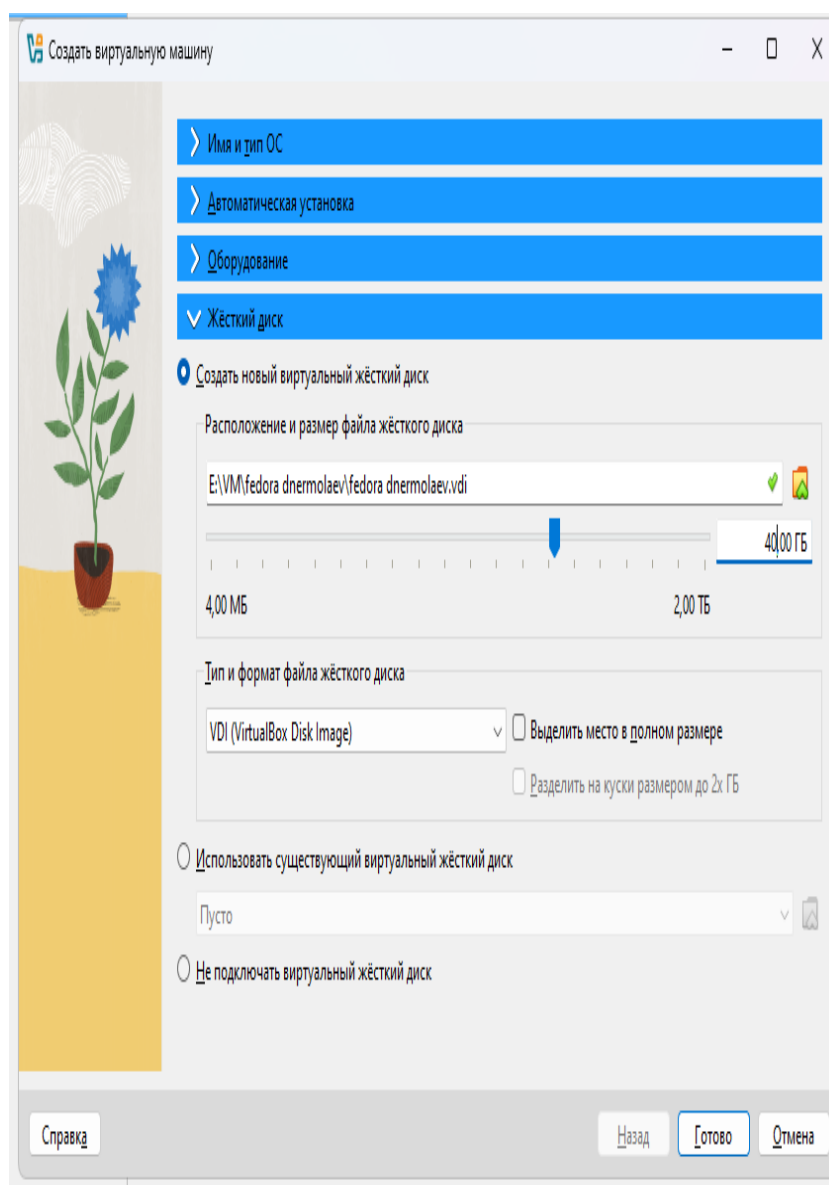 Создать виртуальную машину
Имя и тип ОС
Автоматическая установка
Оборудование
Жёсткий диск
Создать новый виртуальный жёсткий диск
Расположение и размер файла жёсткого диска
E:\VM\fedora dnermolaev\fedora dnermolaev.vdi
40,00 ГБ
4,00 МБ 2,00 ТБ
Тип и формат файла жёсткого диска
VDI (VirtualBox Disk Image) Выделить место в полном размере
Разделить на куски размером до 2х ГБ
Использовать существующий виртуальный жёсткий диск
Пусто
Не подключать виртуальный жёсткий диск
Справка Назад Готово Отмена